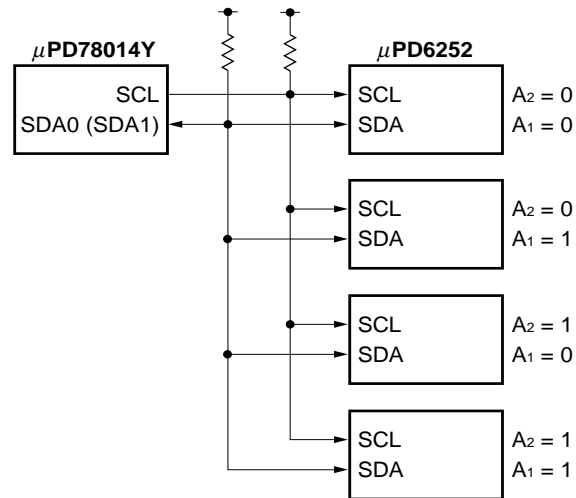 μPD78014Y
SCL
SDA0 (SDA1)
μPD6252
SCL
SDA
A2 = 0
A1 = 0
SCL
SDA
A2 = 0
A1 = 1
SCL
SDA
A2 = 1
A1 = 0
SCL
SDA
A2 = 1
A1 = 1